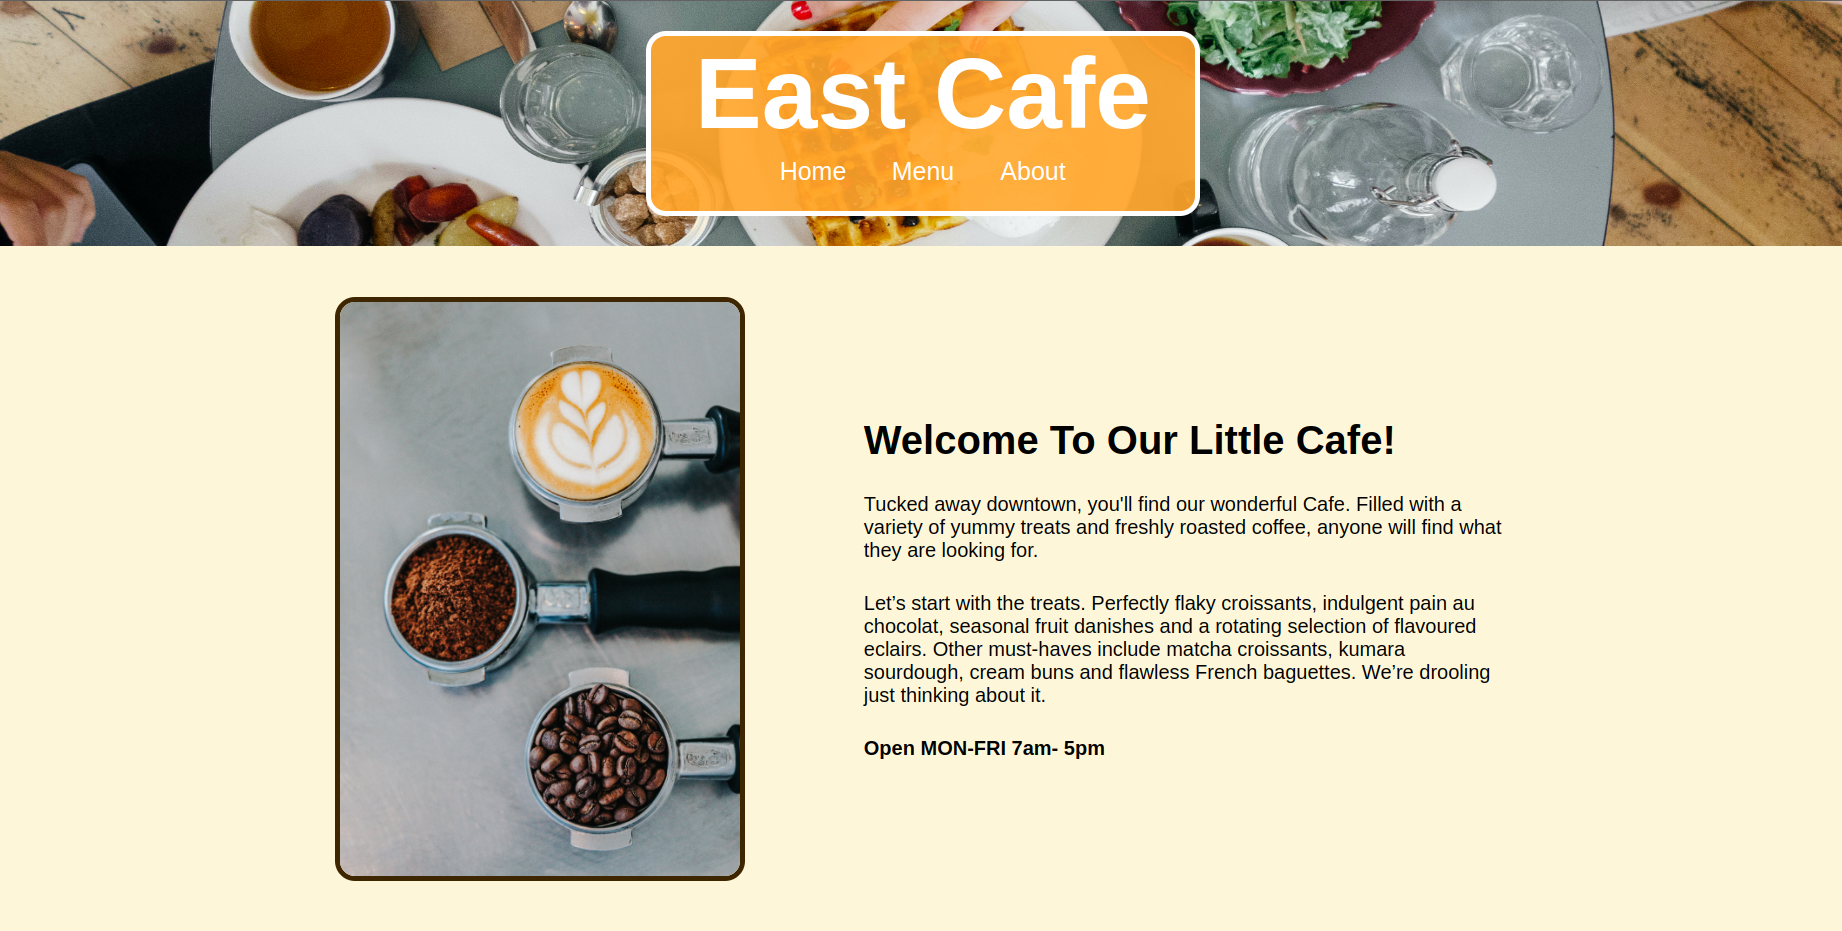 East Cafe
Home Menu About
Welcome To Our Little Cafe!
Tucked away downtown, you'll find our wonderful Cafe. Filled with a
variety of yummy treats and freshly roasted coffee, anyone will find what
they are looking for.
Let’s start with the treats. Perfectly flaky croissants, indulgent pain au
chocolat, seasonal fruit danishes and a rotating selection of flavoured
eclairs. Other must-haves include matcha croissants, kumara
sourdough, cream buns and flawless French baguettes. We’re drooling
just thinking about it.
Open MON-FRI 7am- 5pm